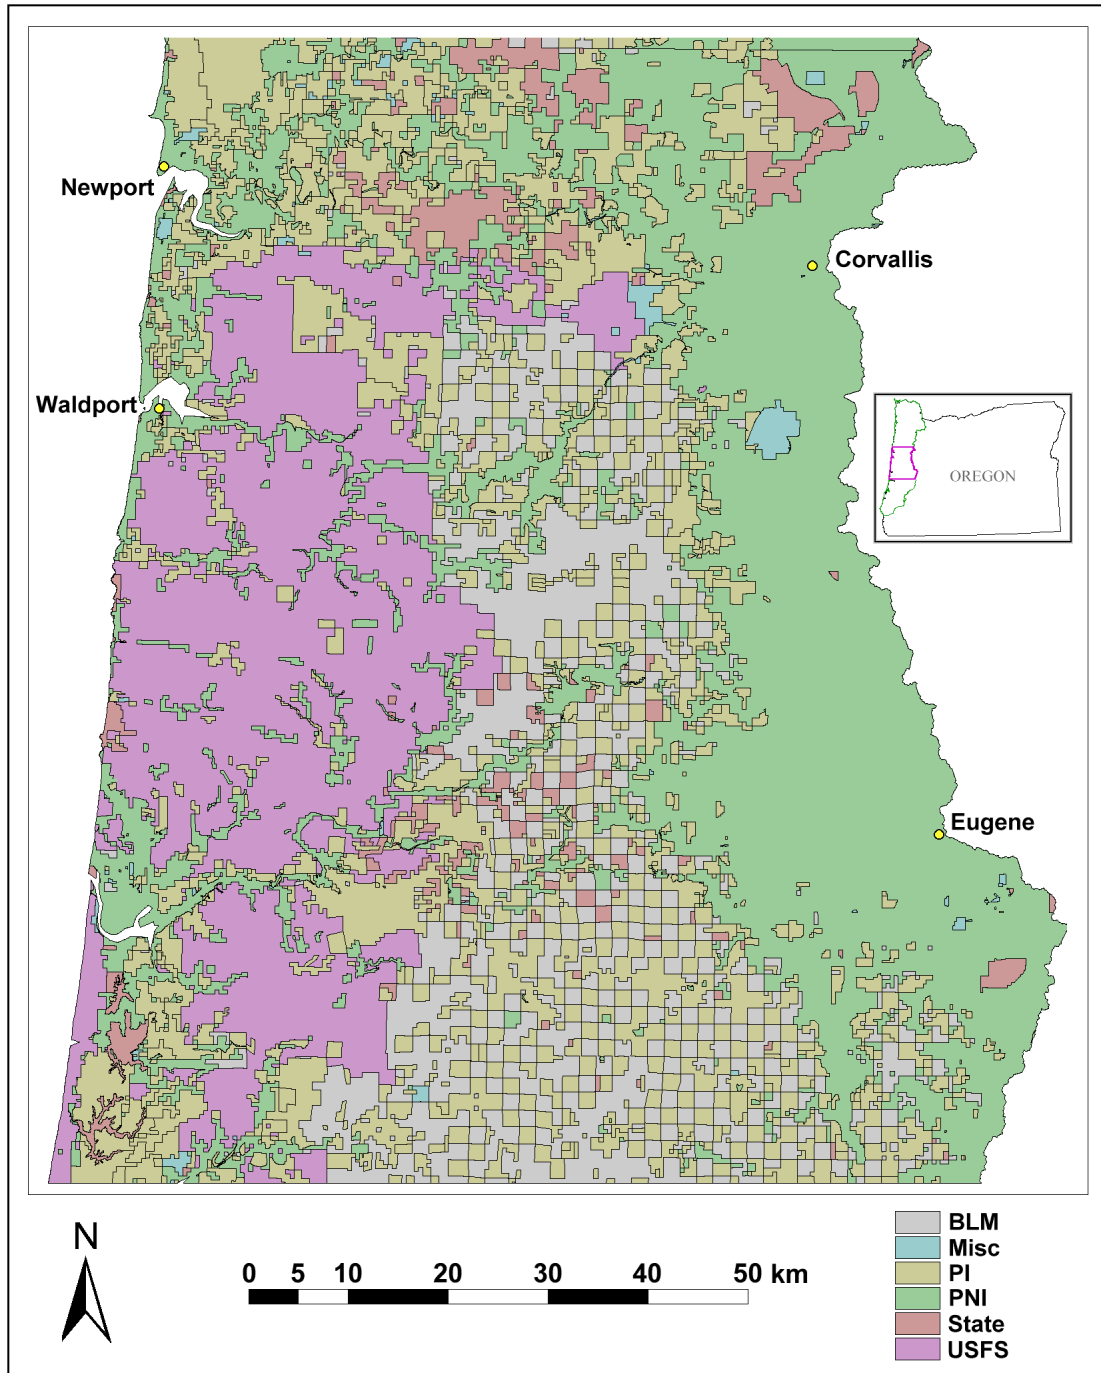 Newport
Corvallis
Waldport
OREGON
Eugene
N
0 5 10 20 30 40 50 km
BLM
Misc
PI
PNI
State
USFS